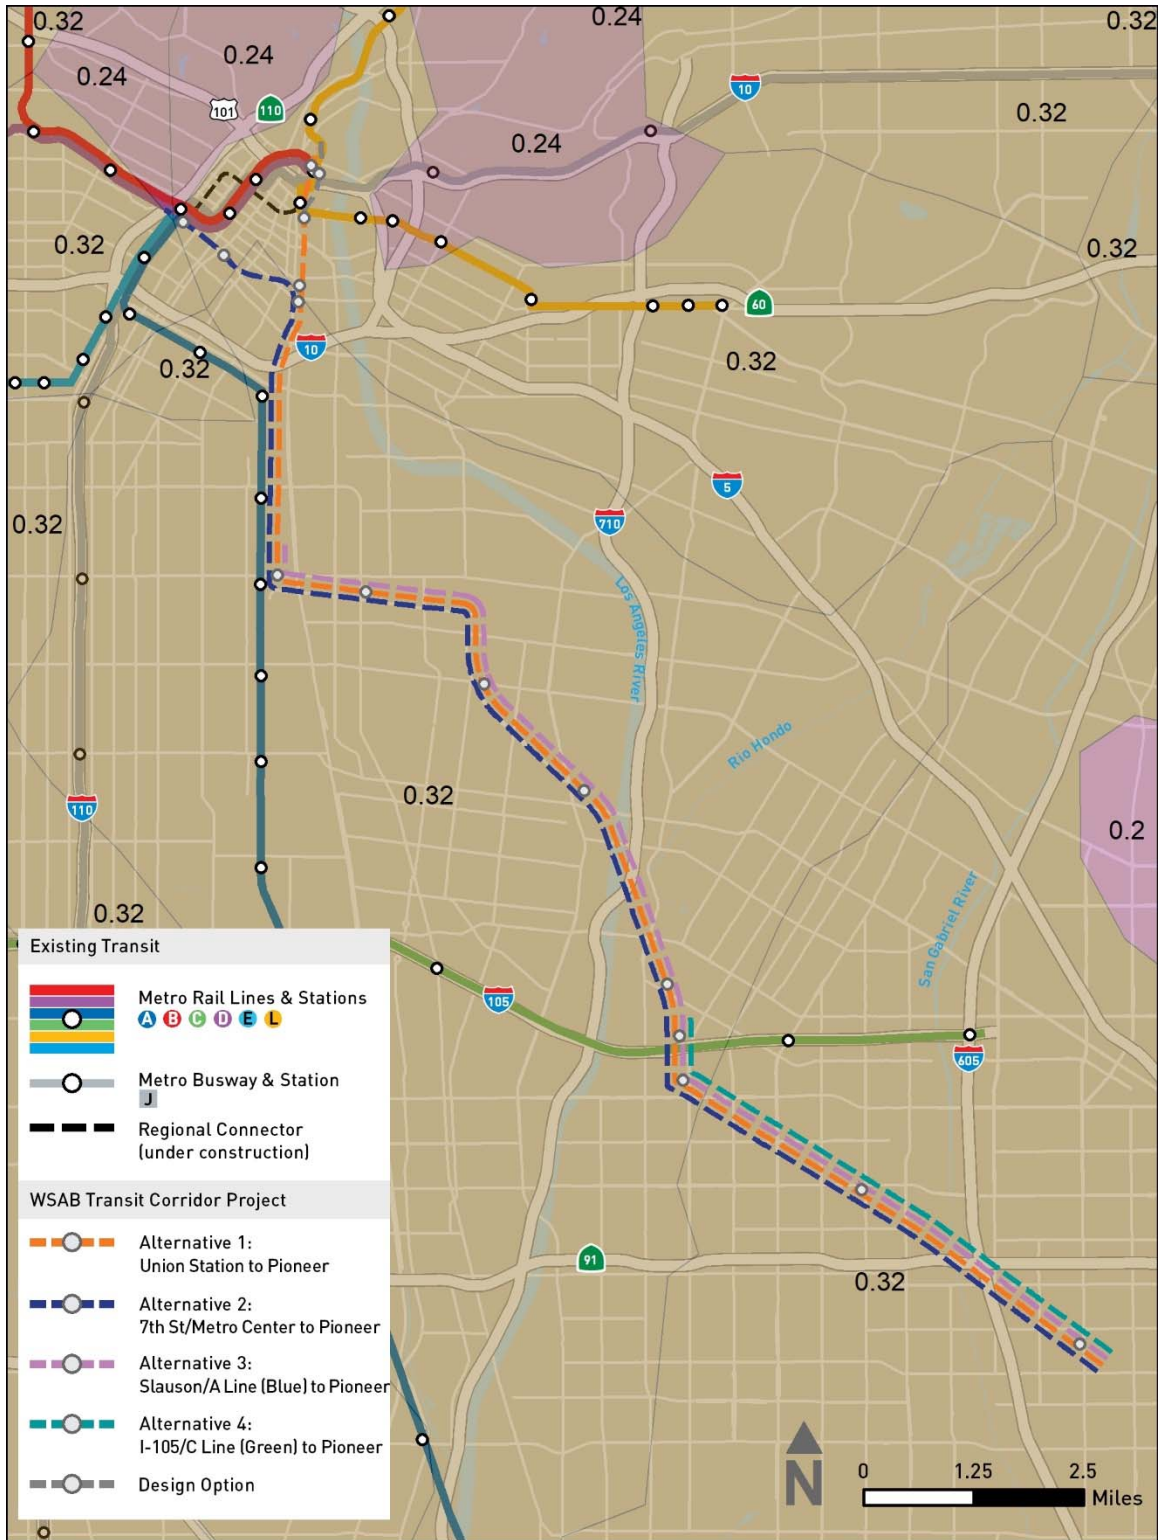 0.32
0.24
0.32
0.24
0.24
10
101
110
0.32
0.24
0.32
0.32
60
10
0.32
0.32
5
0.32
710
Los Angeles River
Rio Hondo
0.32
110
0.2
San Gabriel River
0.32
Existing Transit
Metro Rail Lines & Stations
A B C D E L
105
605
Metro Busway & Station
J
Regional Connector
(under construction)
WSAB Transit Corridor Project
Alternative 1:
Union Station to Pioneer
91
0.32
Alternative 2:
7th St/Metro Center to Pioneer
Alternative 3:
Slauson/A Line (Blue) to Pioneer
Alternative 4:
I-105/C Line (Green) to Pioneer
Design Option
N
0 1.25 2.5
Miles